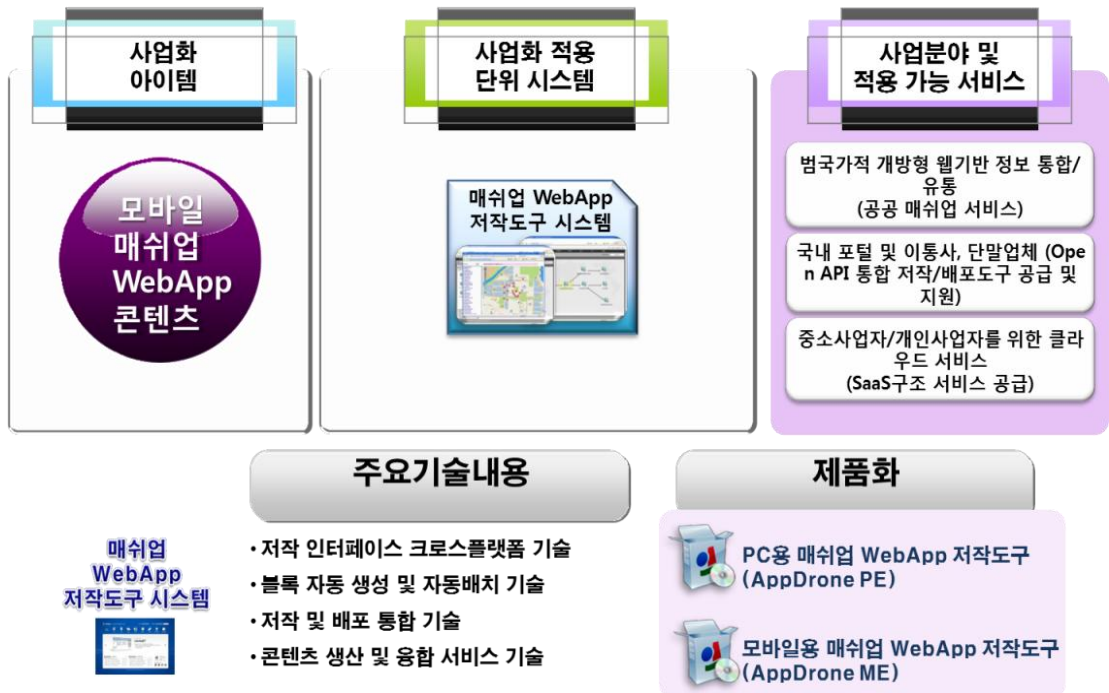 사업화
아이템
사업화 적용
단위 시스템
사업분야 및
적용 가능 서비스
모바일
매쉬업
WebApp
콘텐츠
매쉬업 WebApp
저작도구 시스템
범국가적 개방형 웹기반 정보 통합/
유통
(공공 매쉬업 서비스)
국내 포털 및 이통사, 단말업체 (Ope
n API 통합 저작/배포도구 공급 및
지원)
중소사업자/개인사업자를 위한 클라
우드 서비스
(SaaS구조 서비스 공급)
주요기술내용
제품화
매쉬업
WebApp
저작도구 시스템
• 저작 인터페이스 크로스플랫폼 기술
• 블록 자동 생성 및 자동배치 기술
• 저작 및 배포 통합 기술
• 콘텐츠 생산 및 융합 서비스 기술
PC용 매쉬업 WebApp 저작도구
(AppDrone PE)
모바일용 매쉬업 WebApp 저작도구
(AppDrone ME)